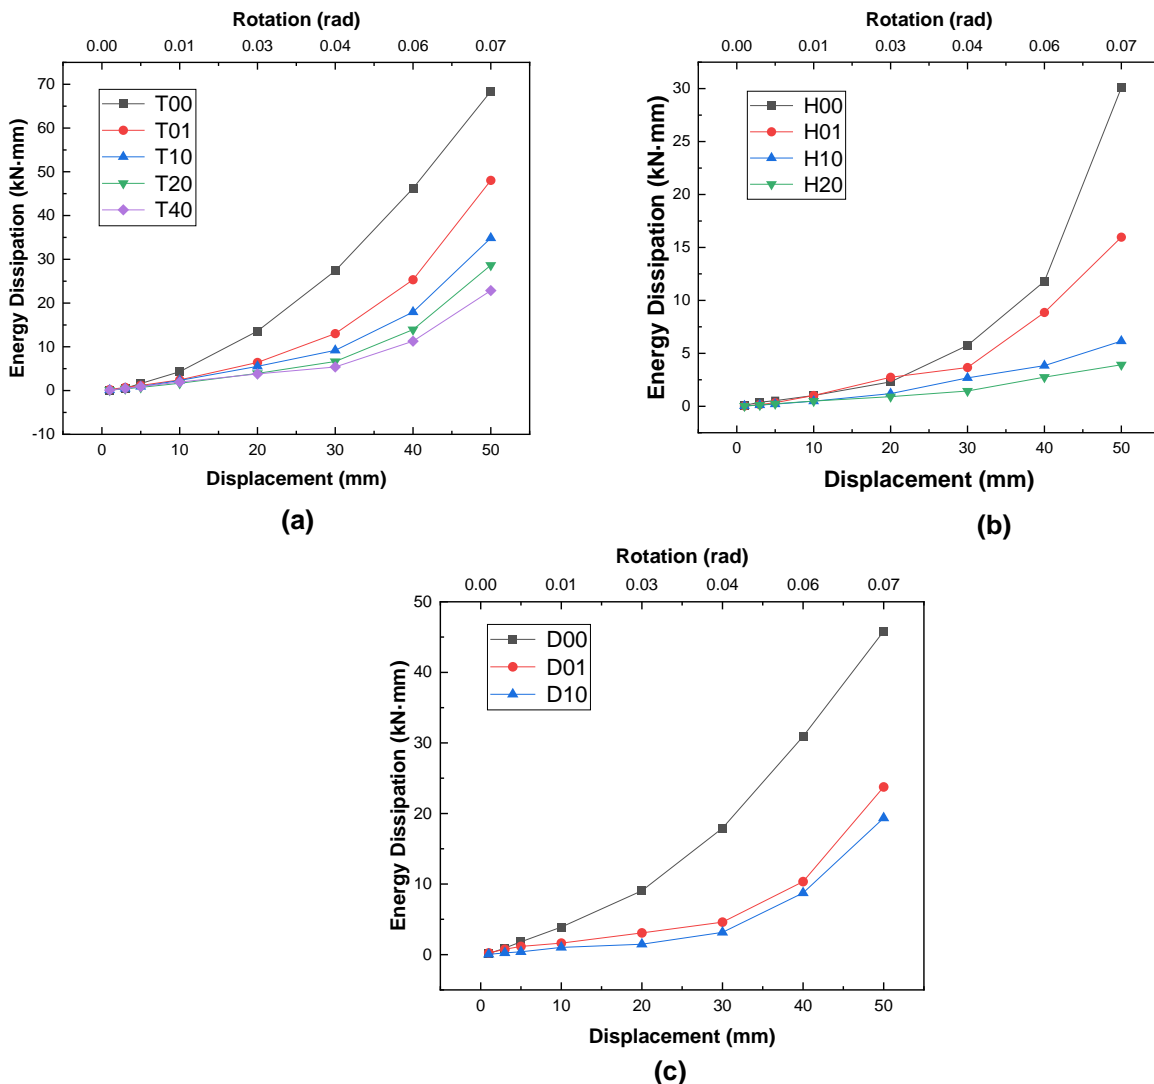 Rotation (rad)
0.00 0.01 0.03 0.04 0.06 0.07
70
60
50
40
30
20
10
0
-10
Energy Dissipation (kN·mm)
T00
T01
T10
T20
T40
0 10 20 30 40 50
Displacement (mm)
(a)
Rotation (rad)
0.00 0.01 0.03 0.04 0.06 0.07
30
25
20
15
10
5
0
Energy Dissipation (kN·mm)
H00
H01
H10
H20
0 10 20 30 40 50
Displacement (mm)
(b)
Rotation (rad)
0.00 0.01 0.03 0.04 0.06 0.07
50
40
30
20
10
0
Energy Dissipation (kN·mm)
D00
D01
D10
0 10 20 30 40 50
Displacement (mm)
(c)